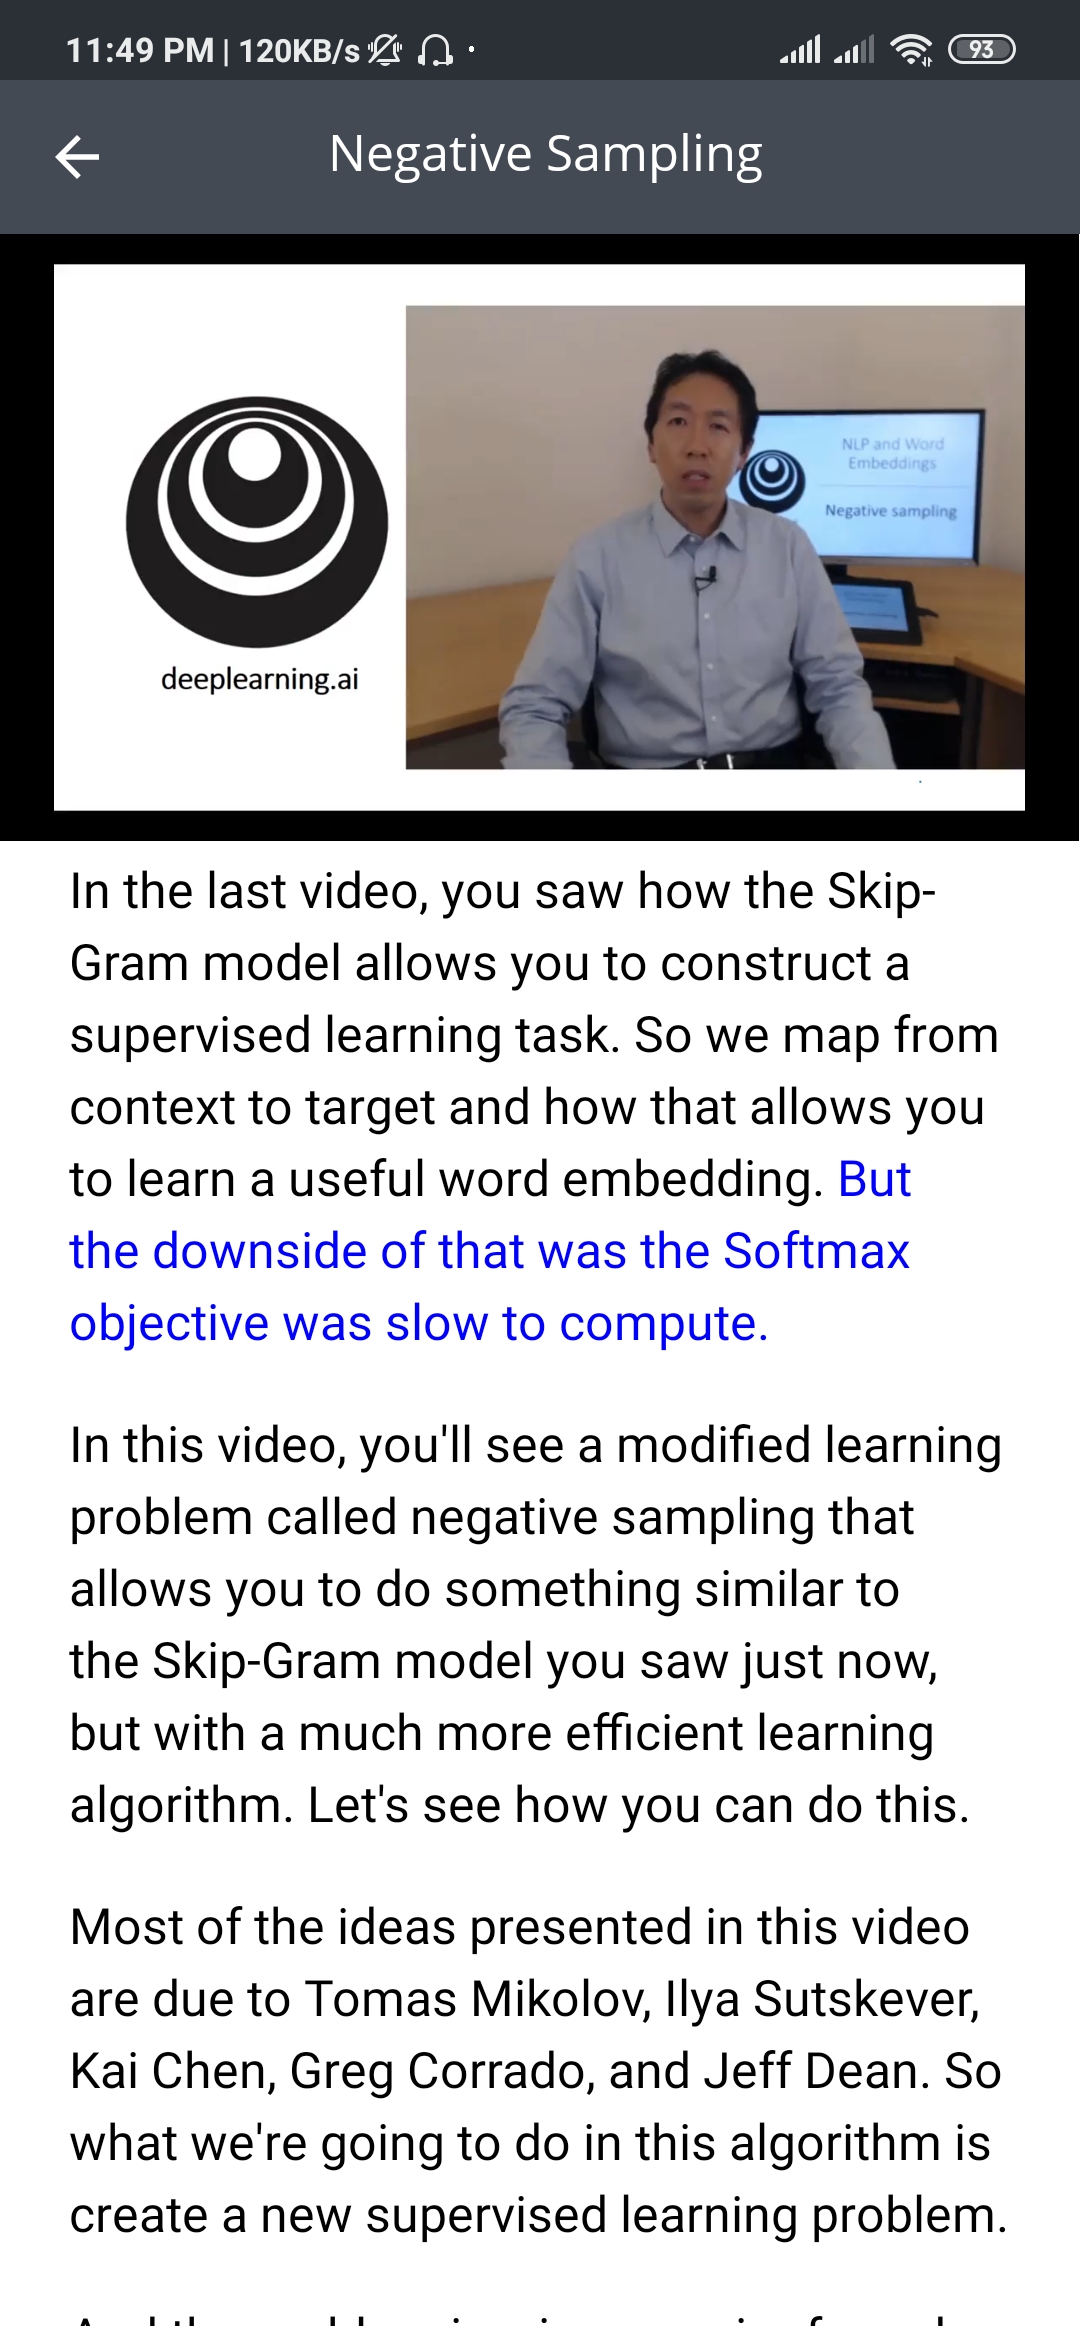 11:49 PM | 120KB/s
93
Negative Sampling
deeplearning.ai
NLP and Word
Embeddings
Negative sampling
In the last video, you saw how the Skip-
Gram model allows you to construct a
supervised learning task. So we map from
context to target and how that allows you
to learn a useful word embedding. But
the downside of that was the Softmax
objective was slow to compute.
In this video, you'll see a modified learning
problem called negative sampling that
allows you to do something similar to
the Skip-Gram model you saw just now,
but with a much more efficient learning
algorithm. Let's see how you can do this.
Most of the ideas presented in this video
are due to Tomas Mikolov, Ilya Sutskever,
Kai Chen, Greg Corrado, and Jeff Dean. So
what we're going to do in this algorithm is
create a new supervised learning problem.